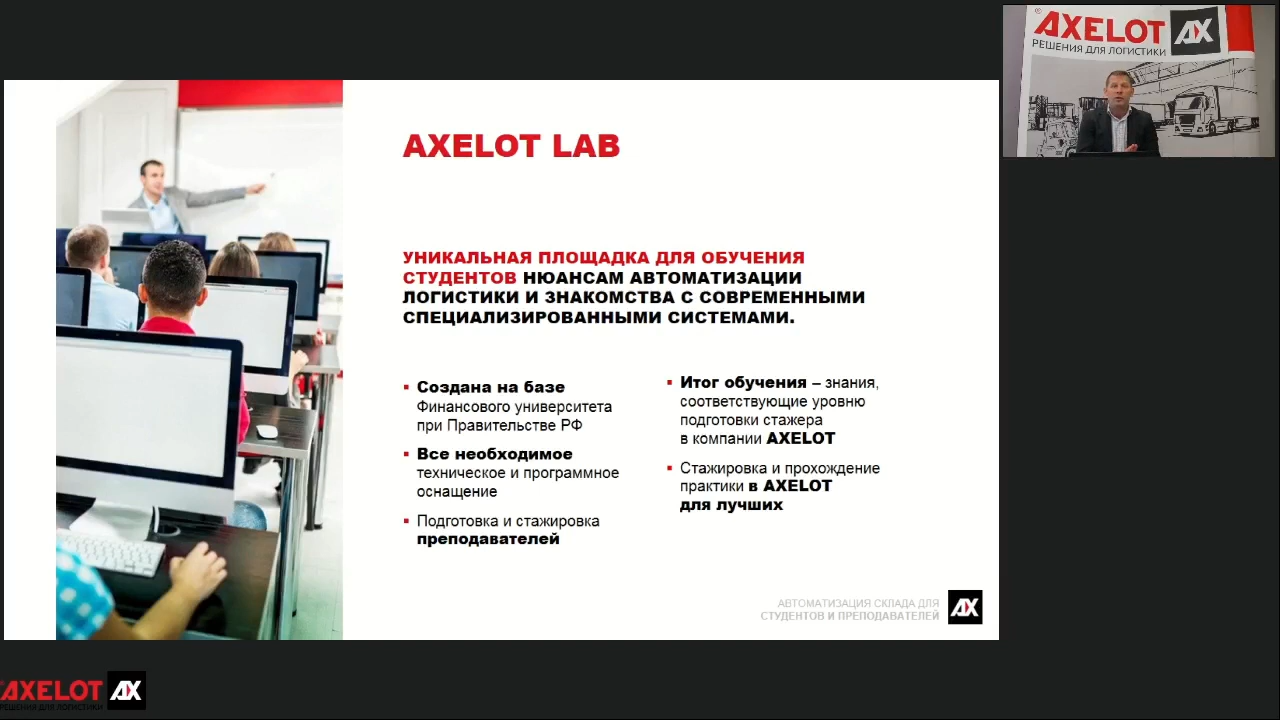 AXELOT
РЕШЕНИЯ ДЛЯ ЛОГИСТИКИ
AXELOT LAB
УНИКАЛЬНАЯ ПЛОЩАДКА ДЛЯ ОБУЧЕНИЯ
СТУДЕНТОВ НЮАНСАМ АВТОМАТИЗАЦИИ
ЛОГИСТИКИ И ЗНАКОМСТВА С СОВРЕМЕННЫМИ
СПЕЦИАЛИЗИРОВАННЫМИ СИСТЕМАМИ.
Создана на базе
Финансового университета
при Правительстве РФ
Все необходимое
техническое и программное
оснащение
Подготовка и стажировка
преподавателей
Итог обучения – знания,
соответствующие уровню
подготовки стажера
в компании AXELOT
Стажировка и прохождение
практики в AXELOT
для лучших
АВТОМАТИЗАЦИЯ СКЛАДА ДЛЯ
СТУДЕНТОВ И ПРЕПОДАВАТЕЛЕЙ
AX
AXELOT AX
РЕШЕНИЯ ДЛЯ ЛОГИСТИКИ